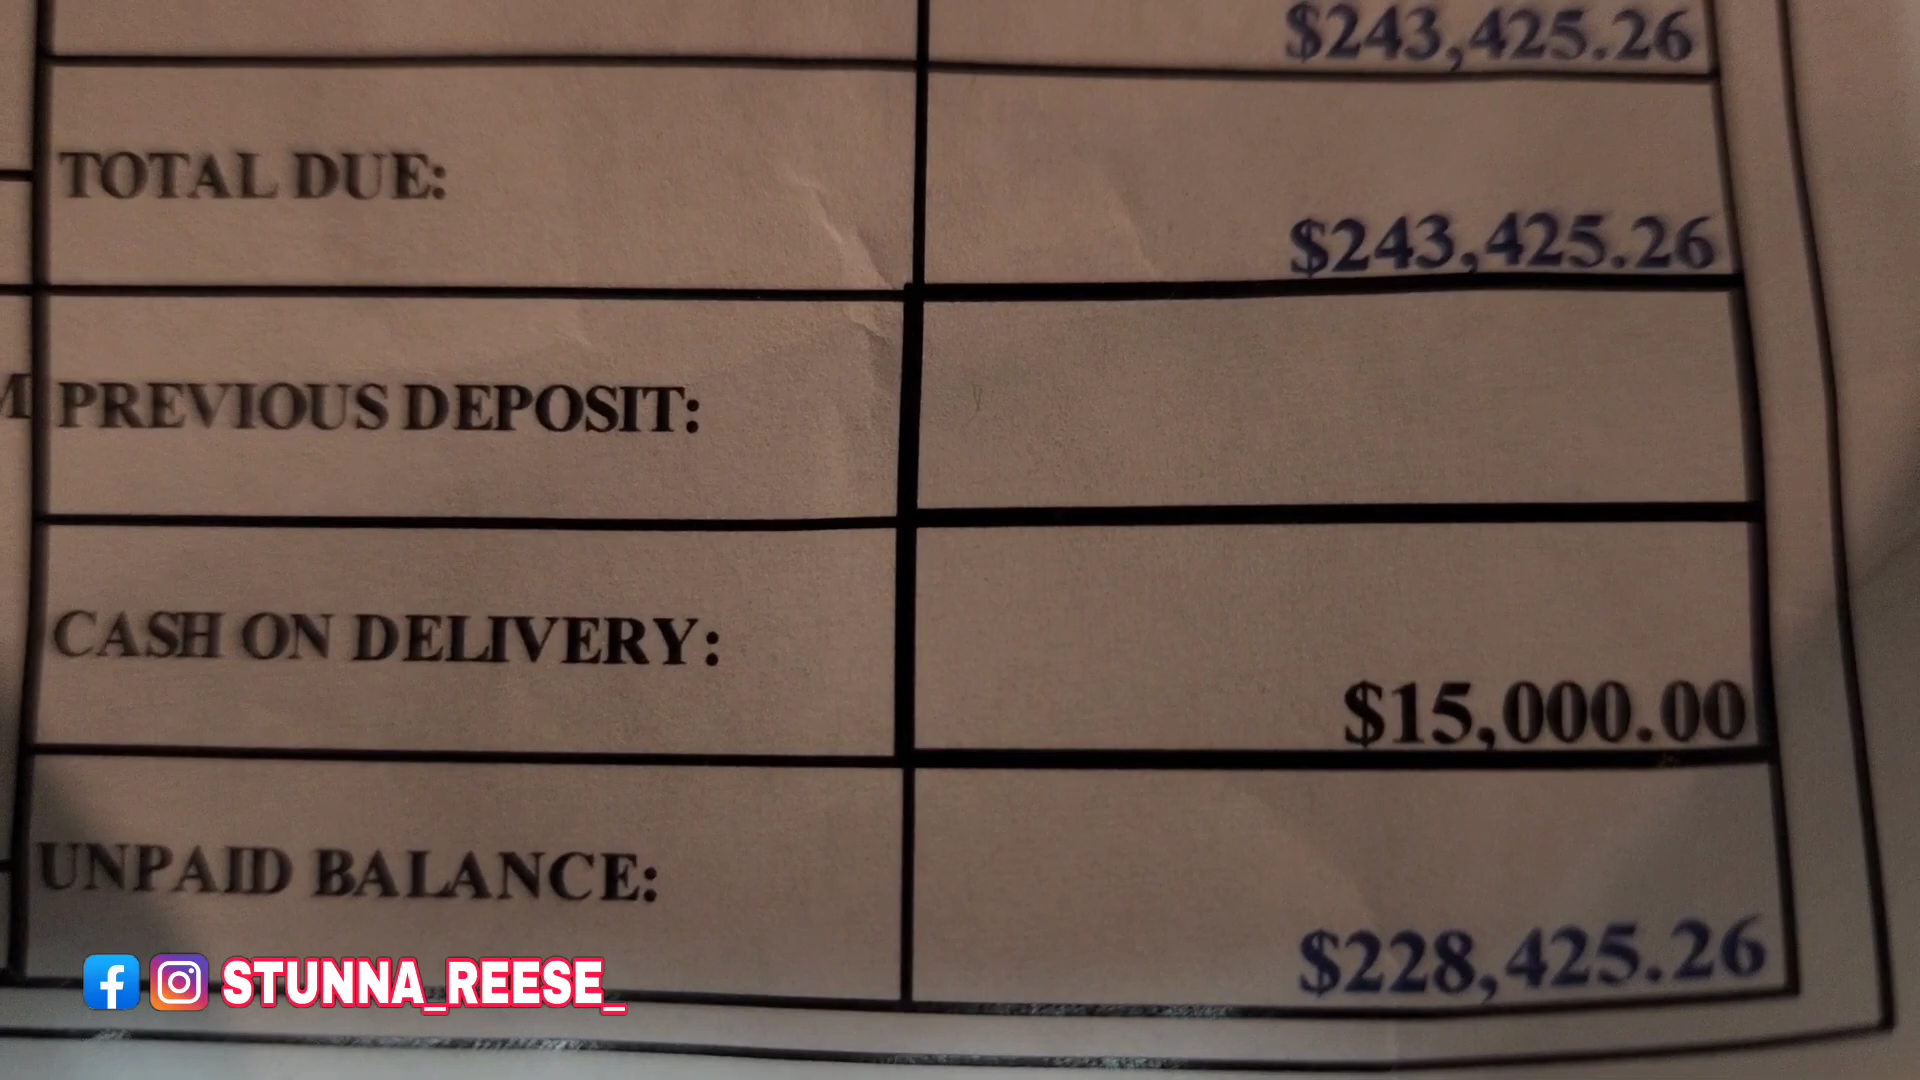 $243,425.26
TOTAL DUE:
$243,425.26
PREVIOUS DEPOSIT:
CASH ON DELIVERY:
$15,000.00
UNPAID BALANCE:
$228,425.26
STUNNA_REESE_